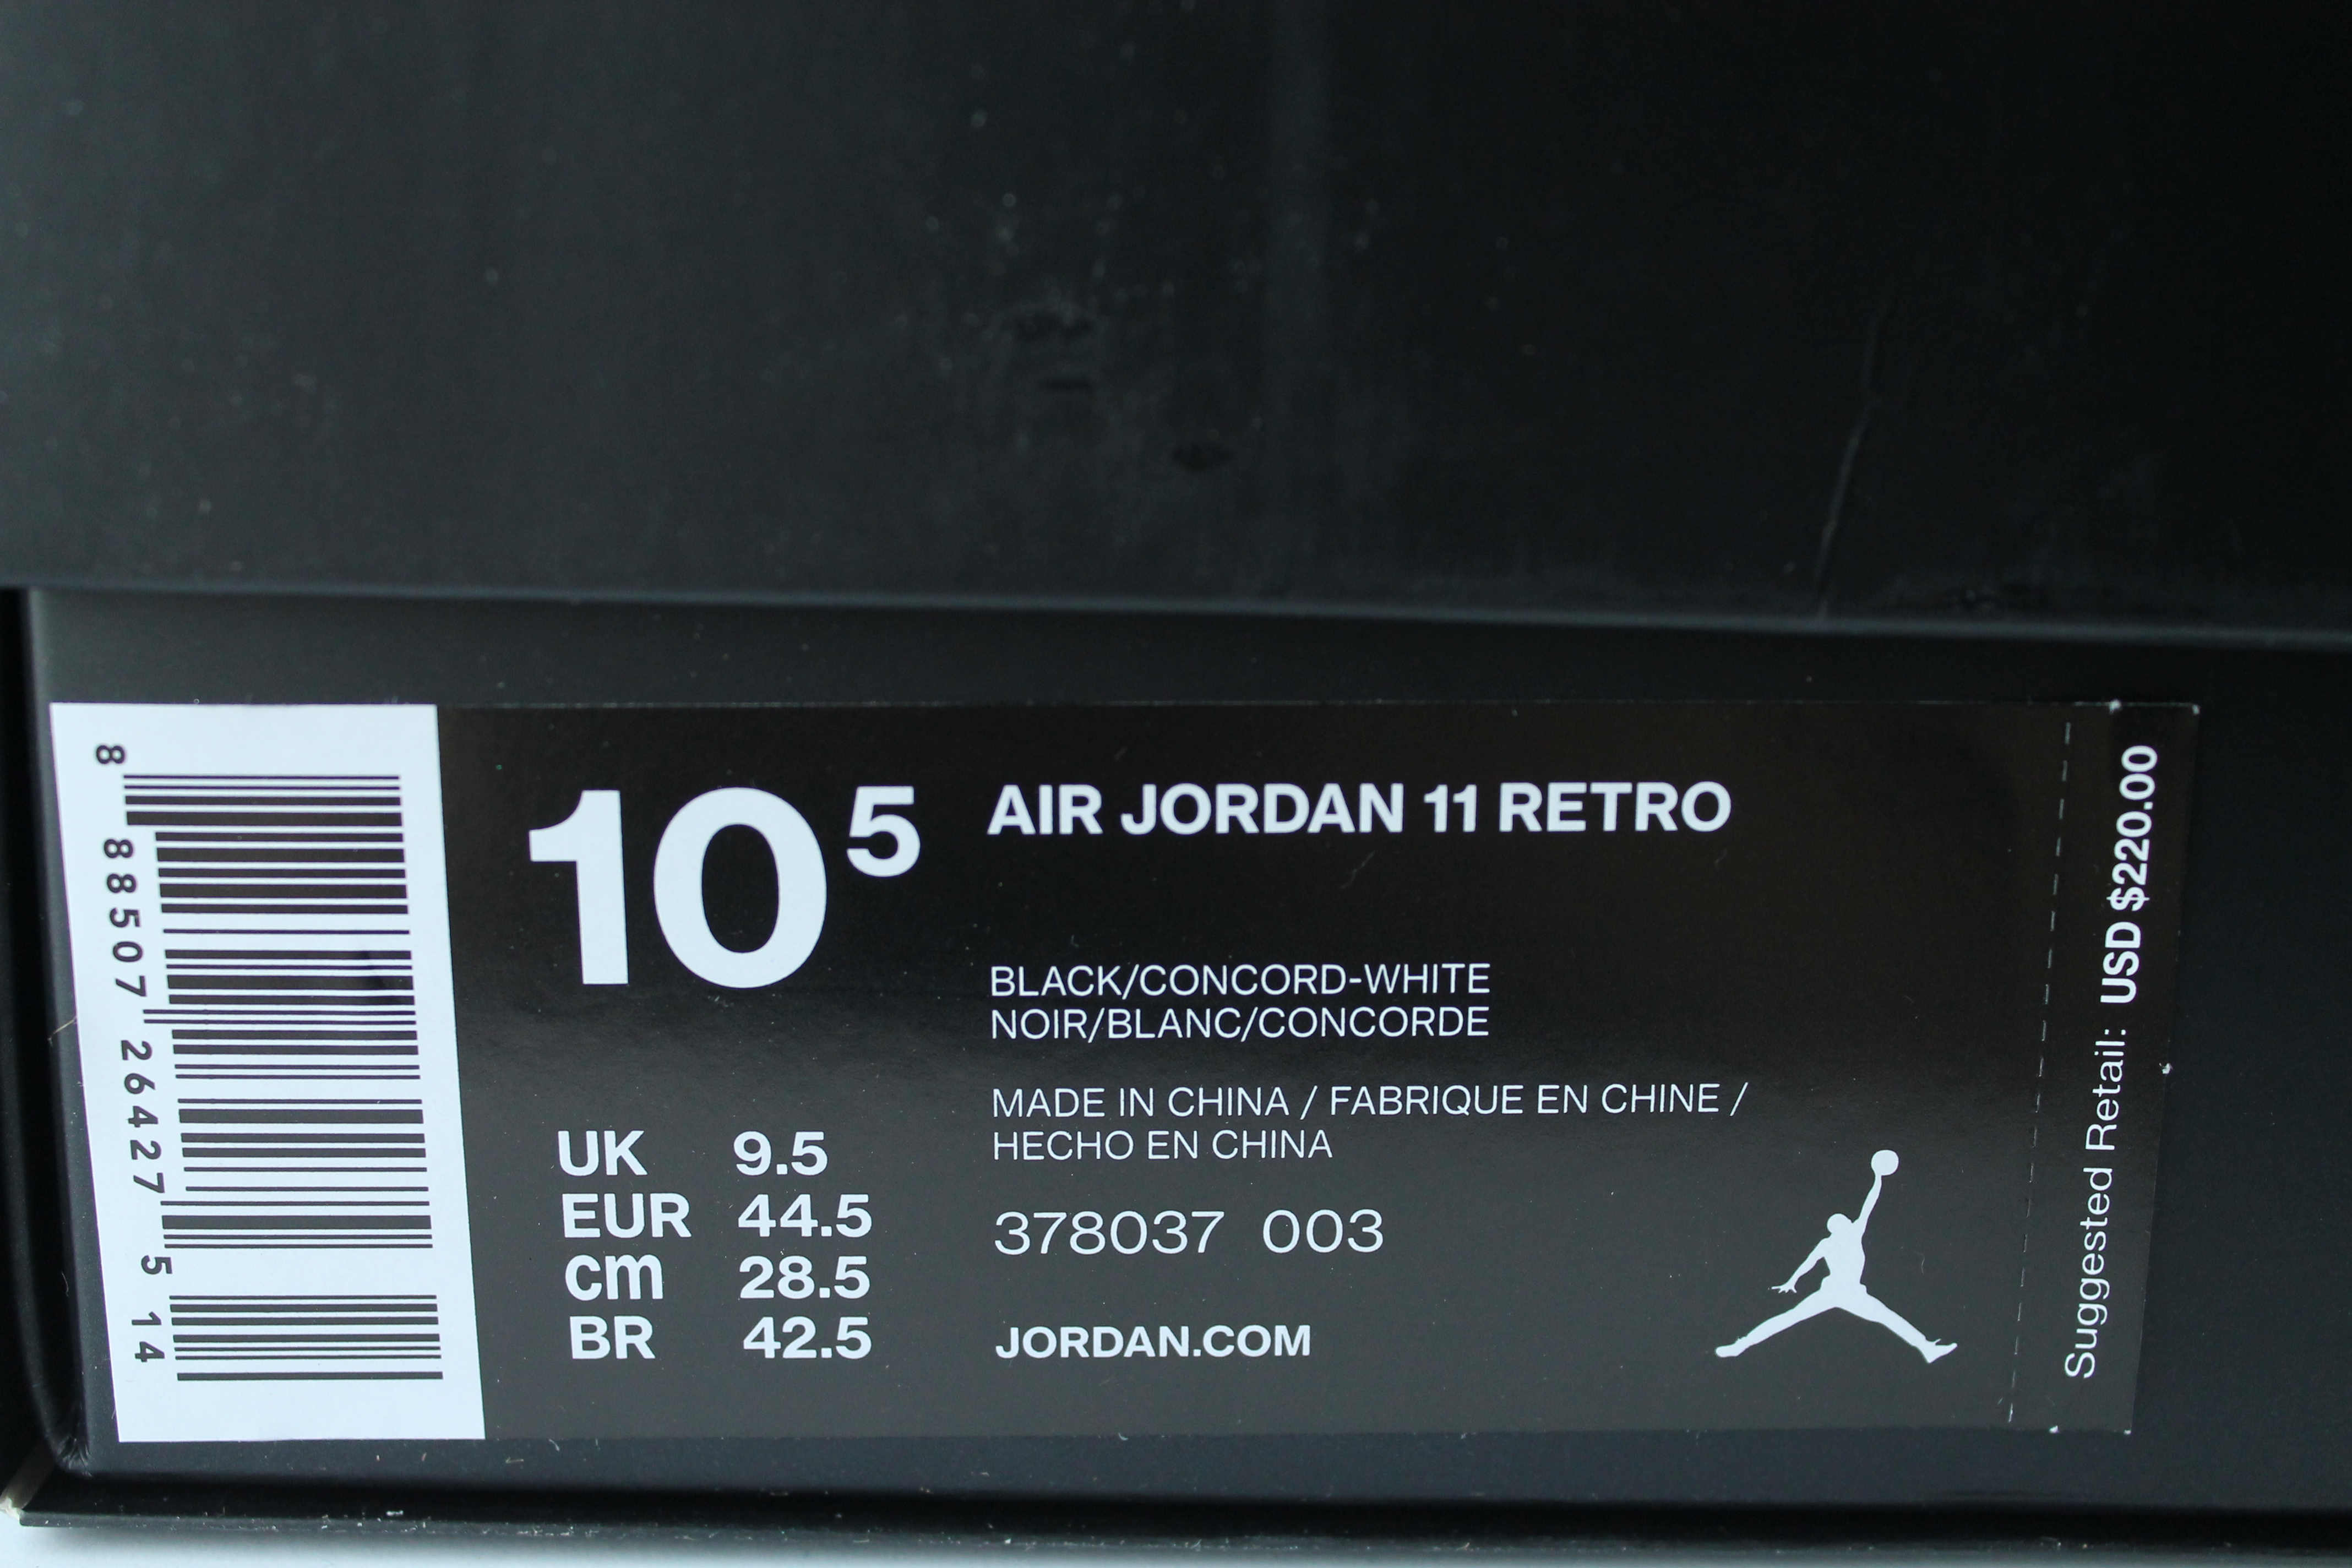 8 88507 26427 5 14
10 5
AIR JORDAN 11 RETRO
BLACK/CONCORD-WHITE
NOIR/BLANC/CONCORDE
MADE IN CHINA / FABRIQUE EN CHINE /
HECHO EN CHINA
UK 9.5
EUR 44.5
cm 28.5
BR 42.5
378037 003
JORDAN.COM
Suggested Retail: USD $220.00